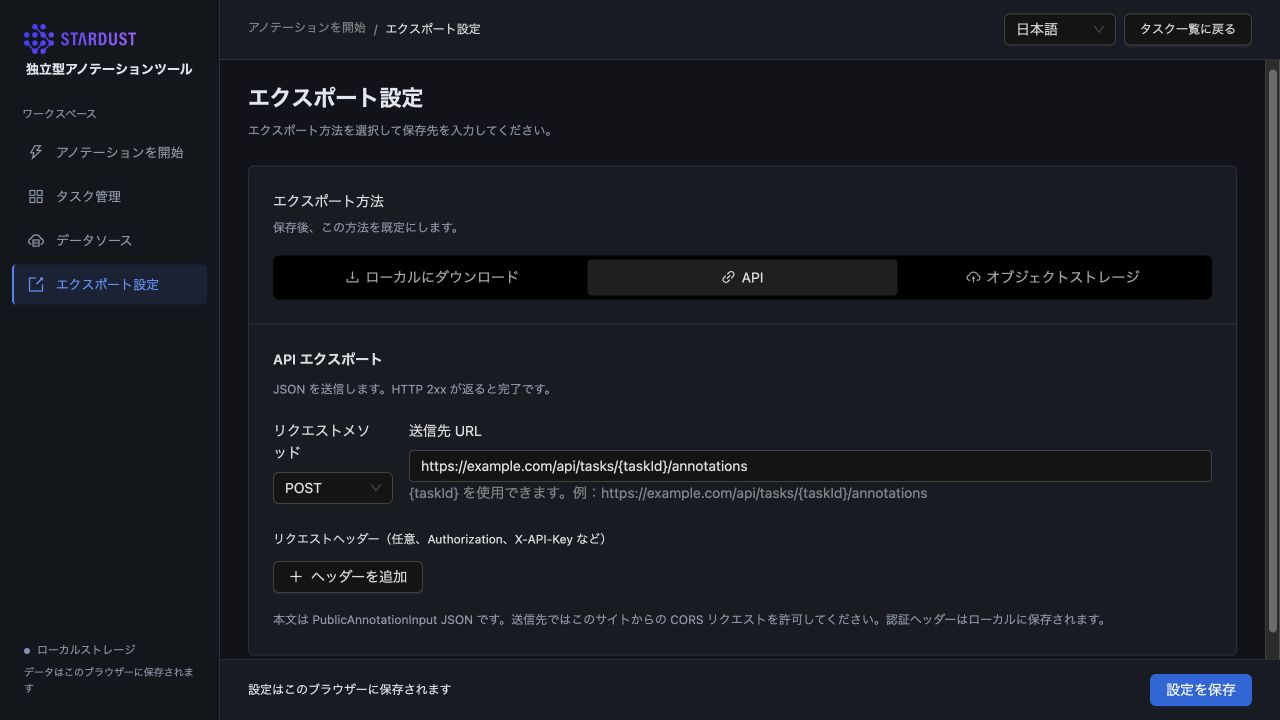 STARDUST
独立型アノテーションツール
ワークスペース
アノテーションを開始
タスク管理
データソース
エクスポート設定
ローカルストレージ
データはこのブラウザーに保存されま
す
アノテーションを開始 / エクスポート設定
日本語
タスク一覧に戻る
エクスポート設定
エクスポート方法を選択して保存先を入力してください。
エクスポート方法
保存後、この方法を既定にします。
ローカルにダウンロード
API
オブジェクトストレージ
API エクスポート
JSON を送信します。HTTP 2xx が返ると完了です。
リクエストメソ
ッド
POST
送信先 URL
https://example.com/api/tasks/{taskId}/annotations
{taskId} を使用できます。例：https://example.com/api/tasks/{taskId}/annotations
リクエストヘッダー（任意、Authorization、X-API-Key など）
ヘッダーを追加
本文は PublicAnnotationInput JSON です。送信先ではこのサイトからの CORS リクエストを許可してください。認証ヘッダーはローカルに保存されます。
設定はこのブラウザーに保存されます
設定を保存